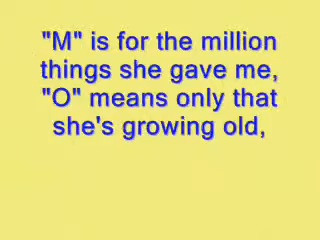 "M" is for the million
things she gave me,
"O" means only that
she's growing old,